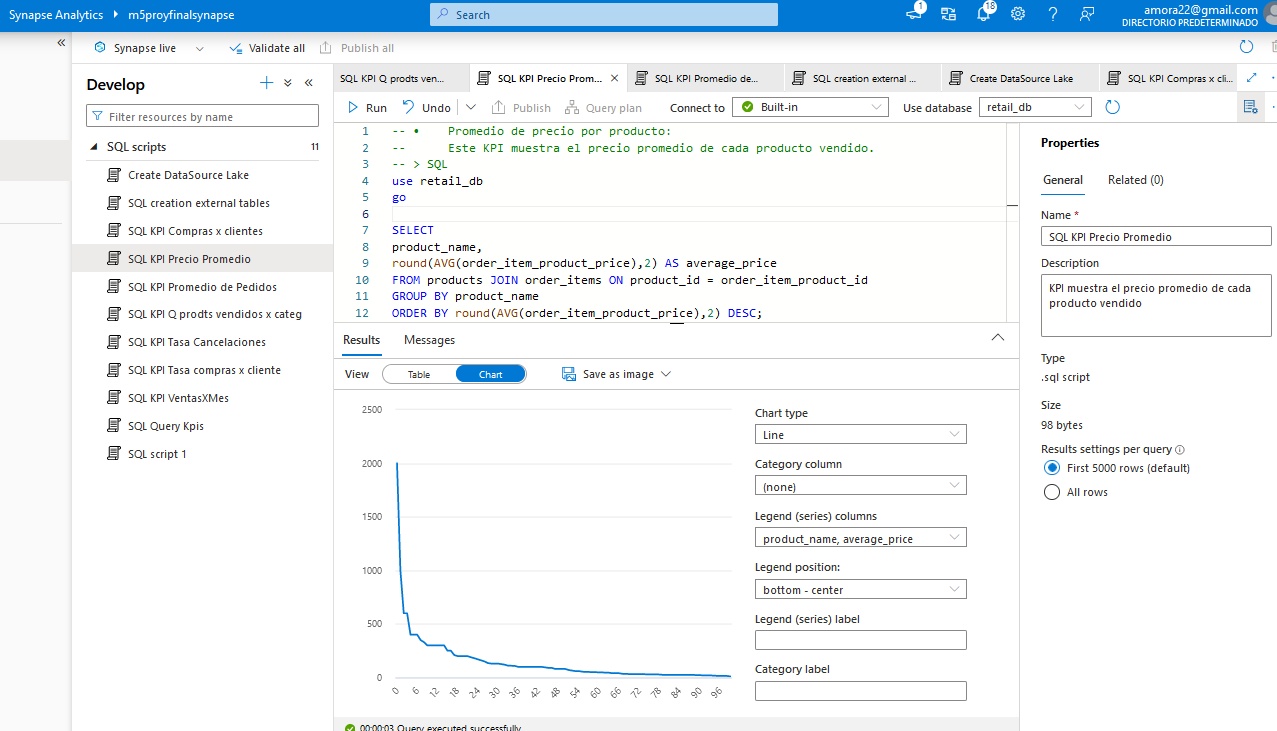 Synapse Analytics ▸ m5proyfinalsynapse
Search
1
18
amora22@gmail.com
DIRECTORIO PREDETERMINADO
Synapse live
Validate all
Publish all
Develop
Filter resources by name
SQL scripts 11
Create DataSource Lake
SQL creation external tables
SQL KPI Compras x clientes
SQL KPI Precio Promedio
SQL KPI Promedio de Pedidos
SQL KPI Q prodts vendidos x categ
SQL KPI Tasa Cancelaciones
SQL KPI Tasa compras x cliente
SQL KPI VentasXMes
SQL Query Kpis
SQL script 1
SQL KPI Q prodts ven...
SQL KPI Precio Prom...
SQL KPI Promedio de...
SQL creation external ...
Create DataSource Lake
SQL KPI Compras x cli...
Run
Undo
Publish
Query plan
Connect to
Built-in
Use database
retail_db
1 -- • Promedio de precio por producto:
2 -- Este KPI muestra el precio promedio de cada producto vendido.
3 -- > SQL
4 use retail_db
5 go
6
7 SELECT
8 product_name,
9 round(AVG(order_item_product_price),2) AS average_price
10 FROM products JOIN order_items ON product_id = order_item_product_id
11 GROUP BY product_name
12 ORDER BY round(AVG(order_item_product_price),2) DESC;
Results
Messages
View
Table
Chart
Save as image
2500
2000
1500
1000
500
0
0 6 12 18 24 30 36 42 48 54 60 66 72 78 84 90 96
Chart type
Line
Category column
(none)
Legend (series) columns
product_name, average_price
Legend position:
bottom - center
Legend (series) label
Category label
00:00:03 Query executed successfully.
Properties
General
Related (0)
Name *
SQL KPI Precio Promedio
Description
KPI muestra el precio promedio de cada
producto vendido
Type
.sql script
Size
98 bytes
Results settings per query
First 5000 rows (default)
All rows